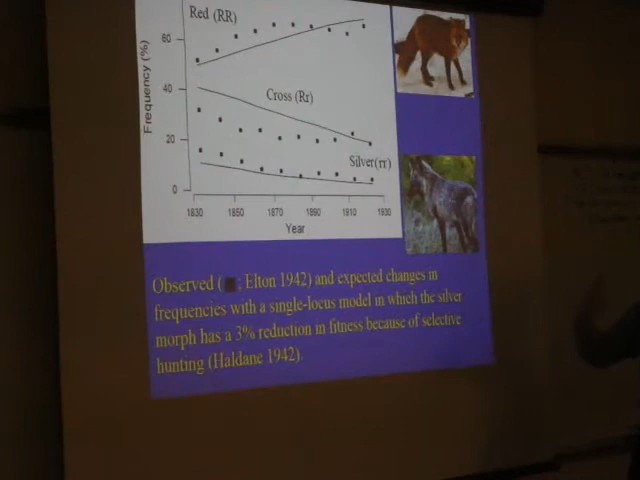 Red (RR)
60
Frequency (%)
40
Cross (Rr)
20
Silver(rr)
0
1830 1850 1870 1890 1910 1930
Year
Observed ( ■ ; Elton 1942) and expected changes in
frequencies with a single-locus model in which the silver
morph has a 3% reduction in fitness because of selective
hunting (Haldane 1942).